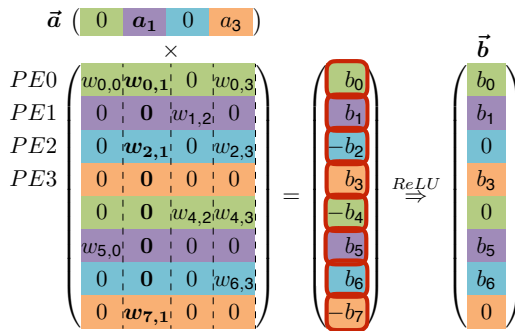 a⃗ ( 0 a₁ 0 a₃ )
×
b⃗
PE0 w₀,₀ w₀,₁ 0 w₀,₃ b₀ b₀
PE1 0 0 w₁,₂ 0 b₁ b₁
PE2 0 w₂,₁ 0 w₂,₃ −b₂ 0
PE3 0 0 0 0 = b₃ ReLU ⇒ b₃
0 0 w₄,₂ w₄,₃ −b₄ 0
w₅,₀ 0 0 0 b₅ b₅
0 0 0 w₆,₃ b₆ b₆
0 w₇,₁ 0 0 −b₇ 0